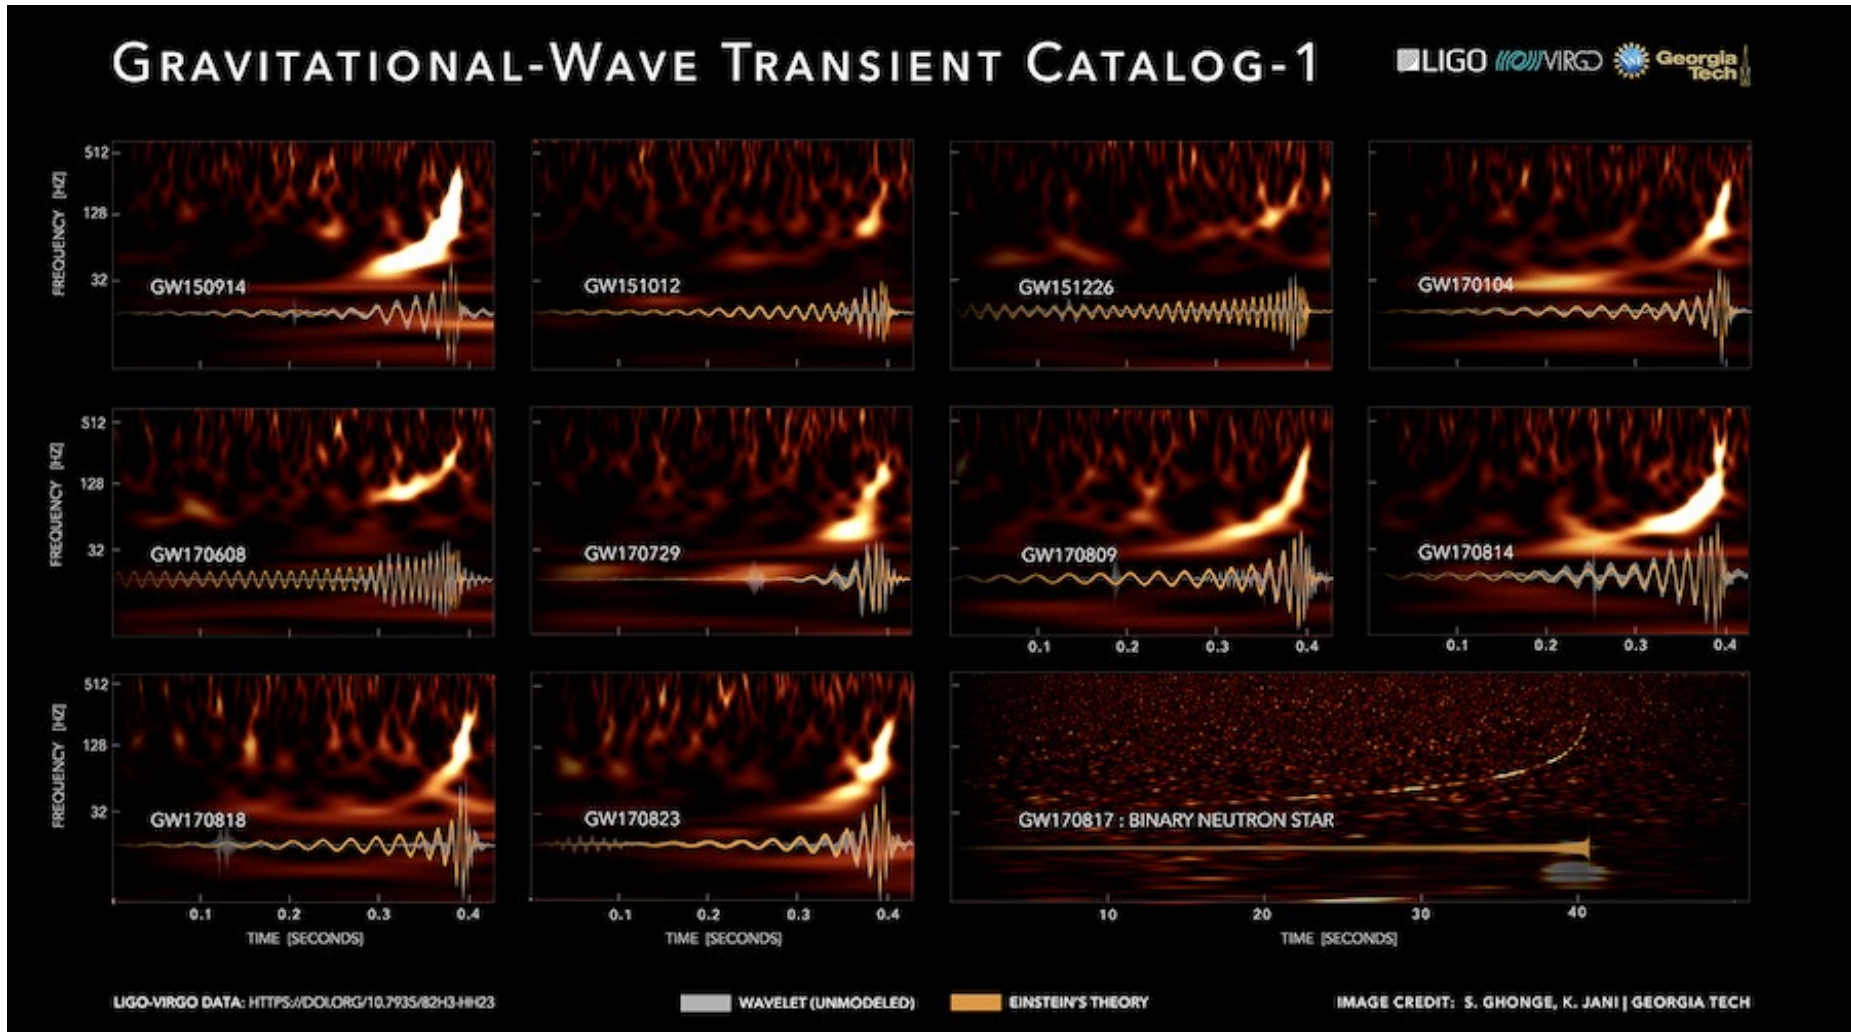 GRAVITATIONAL-WAVE TRANSIENT CATALOG-1
LIGO VIRGO NSF Georgia Tech
FREQUENCY [HZ]
512
128
32
GW150914
GW151012
GW151226
GW170104
FREQUENCY [HZ]
512
128
32
GW170608
GW170729
GW170809
0.1 0.2 0.3 0.4
GW170814
0.1 0.2 0.3 0.4
FREQUENCY [HZ]
512
128
32
GW170818
0.1 0.2 0.3 0.4
TIME [SECONDS]
GW170823
0.1 0.2 0.3 0.4
TIME [SECONDS]
GW170817 : BINARY NEUTRON STAR
10 20 30 40
TIME [SECONDS]
LIGO-VIRGO DATA: HTTPS://DOI.ORG/10.7935/82H3-HH23
WAVELET (UNMODELED)
EINSTEIN'S THEORY
IMAGE CREDIT: S. GHONGE, K. JANI | GEORGIA TECH